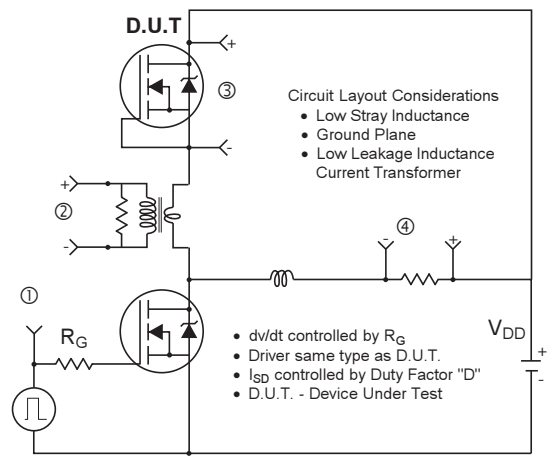 D.U.T
+
③
-
Circuit Layout Considerations
• Low Stray Inductance
• Ground Plane
• Low Leakage Inductance
Current Transformer
+
②
-
④
- +
①
R_G
V_DD
+
-
• dv/dt controlled by R_G
• Driver same type as D.U.T.
• I_SD controlled by Duty Factor "D"
• D.U.T. - Device Under Test